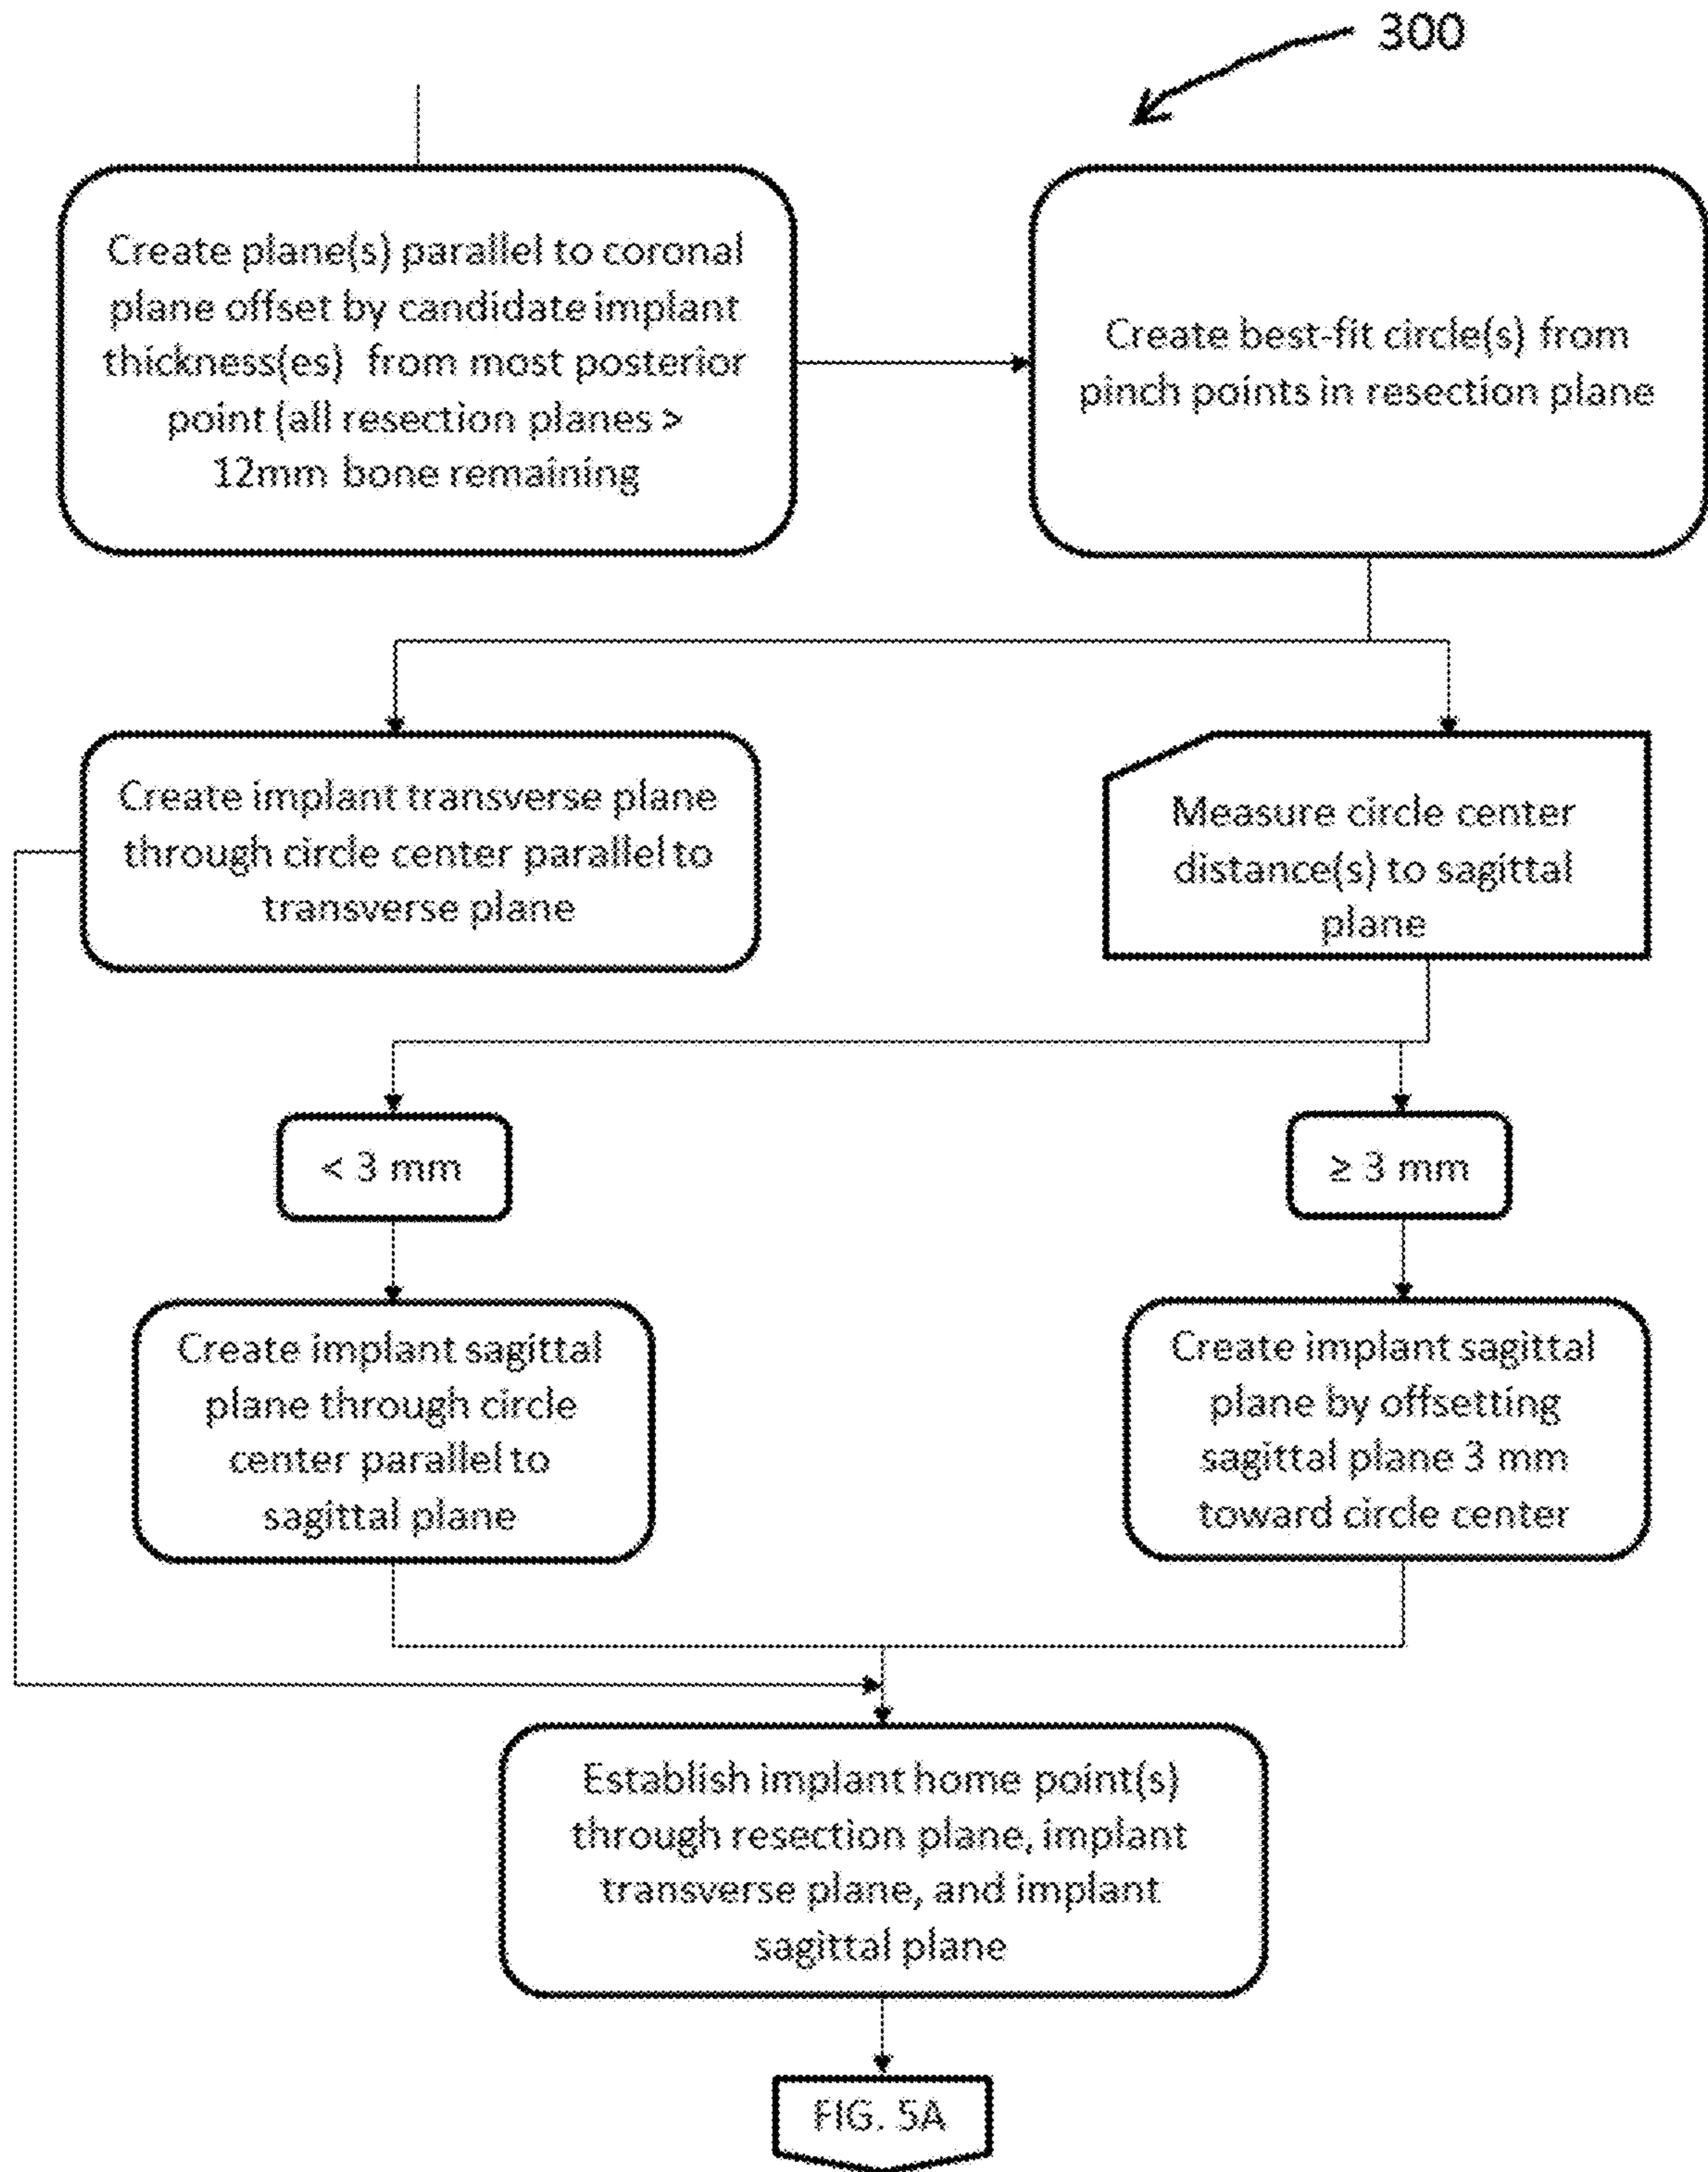 300
Create plane(s) parallel to coronal
plane offset by candidate implant
thickness(es) from most posterior
point (all resection planes >
12mm bone remaining
Create best-fit circle(s) from
pinch points in resection plane
Create implant transverse plane
through circle center parallel to
transverse plane
Measure circle center
distance(s) to sagittal
plane
< 3 mm
≥ 3 mm
Create implant sagittal
plane through circle
center parallel to
sagittal plane
Create implant sagittal
plane by offsetting
sagittal plane 3 mm
toward circle center
Establish implant home point(s)
through resection plane, implant
transverse plane, and implant
sagittal plane
FIG. 5A